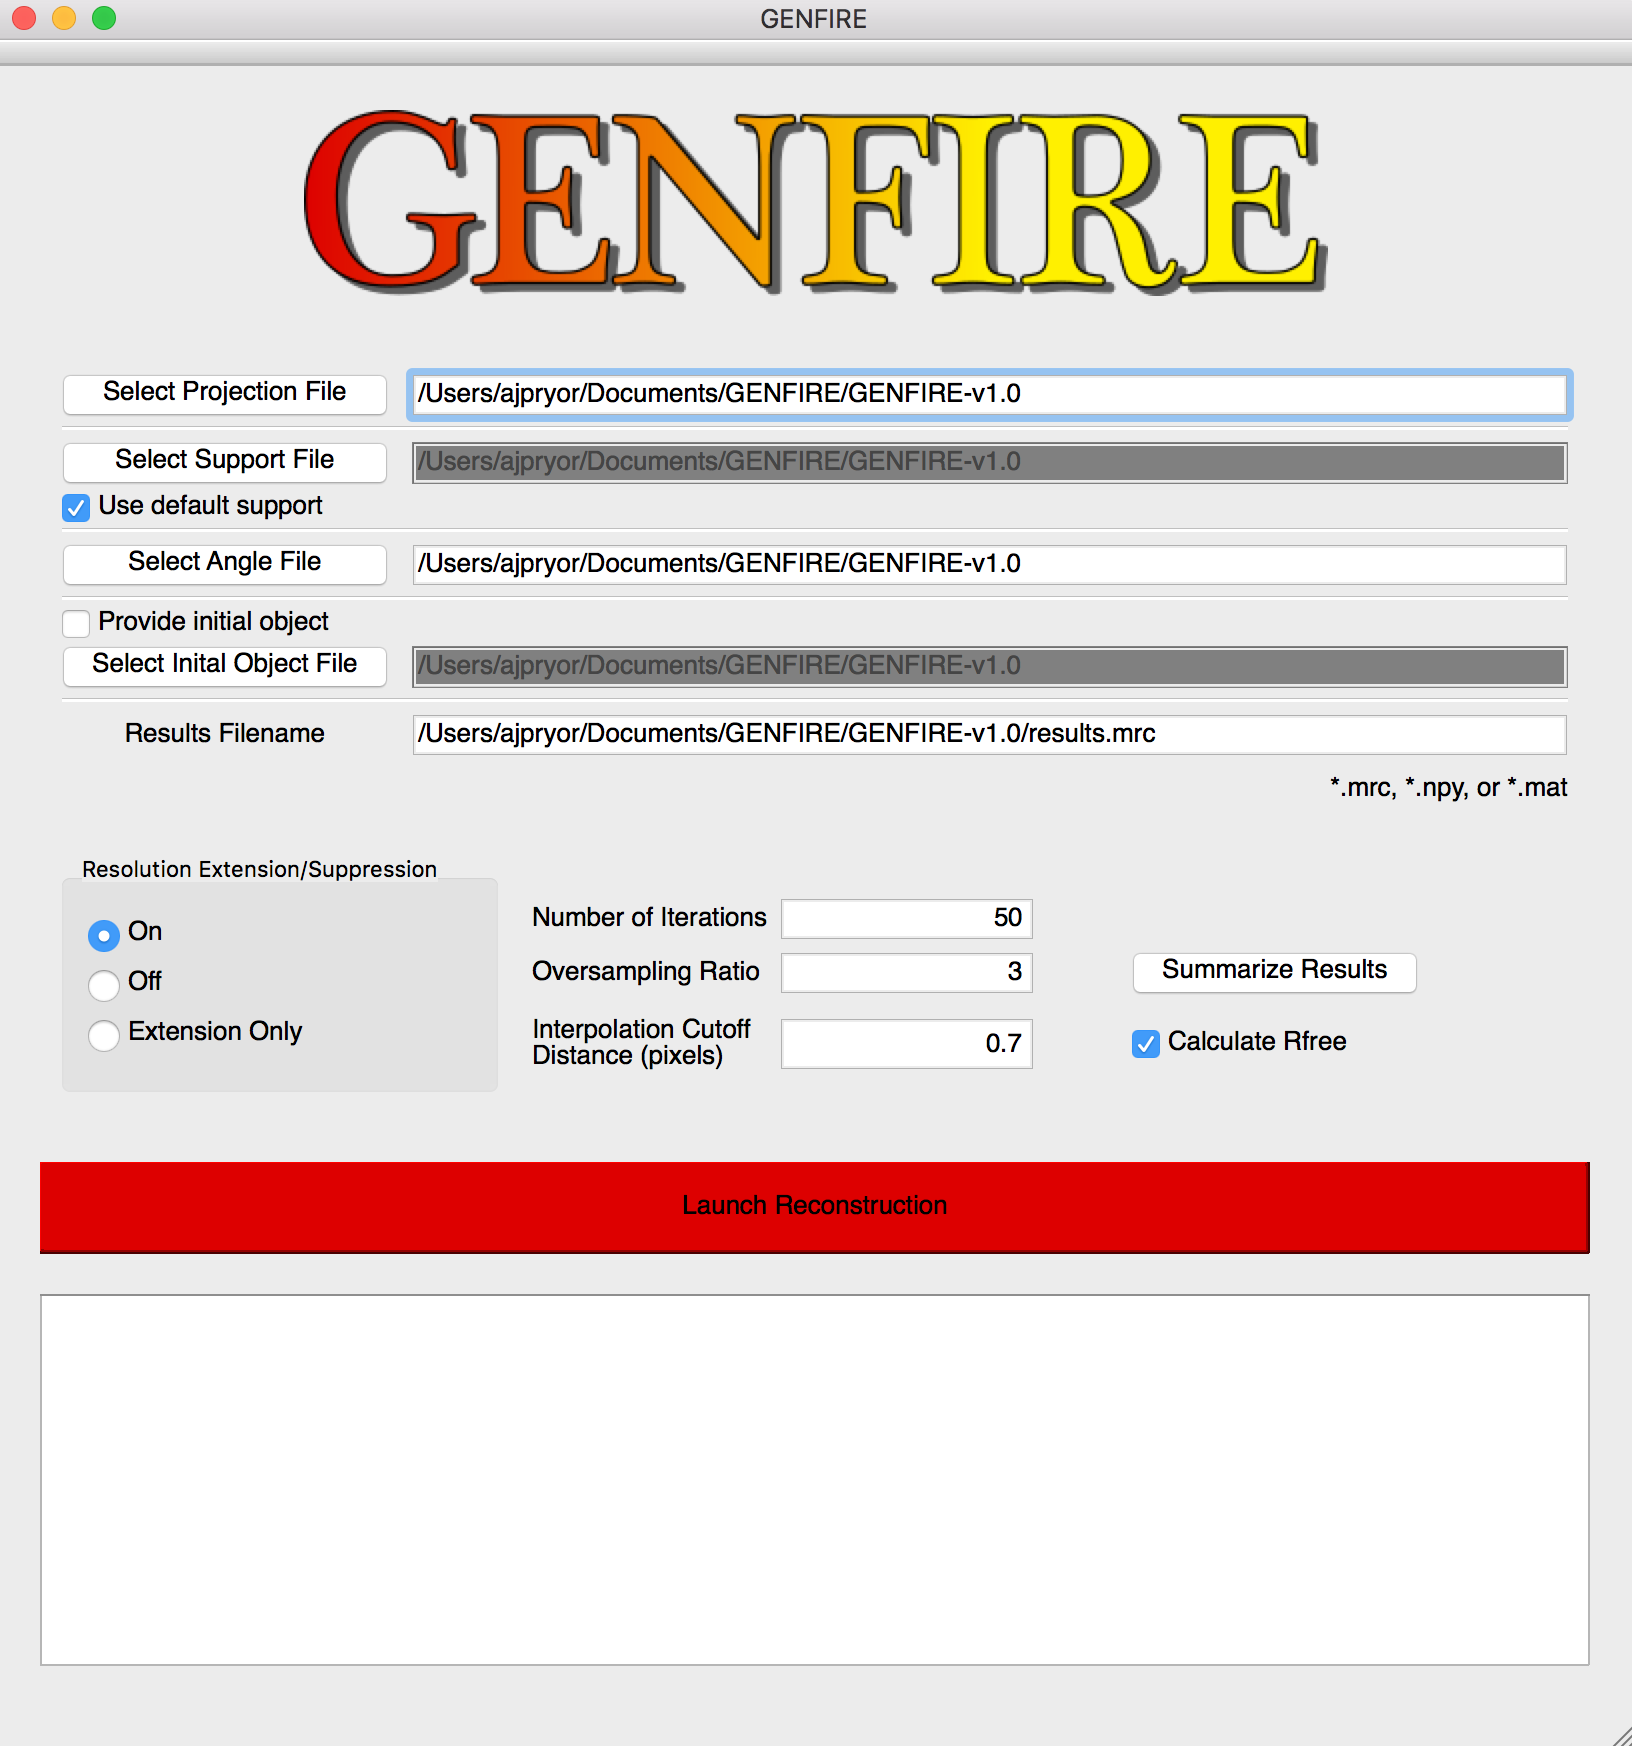 GENFIRE
GENFIRE
Select Projection File
/Users/ajpryor/Documents/GENFIRE/GENFIRE-v1.0
Select Support File
/Users/ajpryor/Documents/GENFIRE/GENFIRE-v1.0
Use default support
Select Angle File
/Users/ajpryor/Documents/GENFIRE/GENFIRE-v1.0
Provide initial object
Select Inital Object File
/Users/ajpryor/Documents/GENFIRE/GENFIRE-v1.0
Results Filename
/Users/ajpryor/Documents/GENFIRE/GENFIRE-v1.0/results.mrc
*.mrc, *.npy, or *.mat
Resolution Extension/Suppression
On
Off
Extension Only
Number of Iterations
50
Oversampling Ratio
3
Interpolation Cutoff
Distance (pixels)
0.7
Summarize Results
Calculate Rfree
Launch Reconstruction